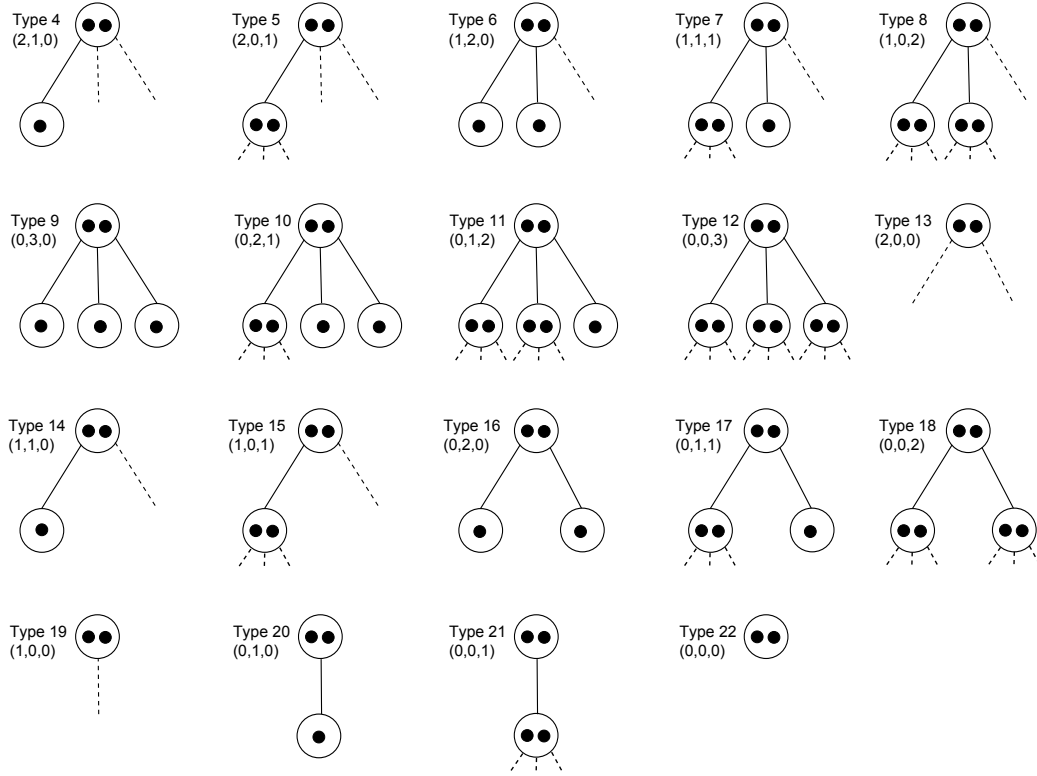 Type 4
(2,1,0)
Type 5
(2,0,1)
Type 6
(1,2,0)
Type 7
(1,1,1)
Type 8
(1,0,2)
Type 9
(0,3,0)
Type 10
(0,2,1)
Type 11
(0,1,2)
Type 12
(0,0,3)
Type 13
(2,0,0)
Type 14
(1,1,0)
Type 15
(1,0,1)
Type 16
(0,2,0)
Type 17
(0,1,1)
Type 18
(0,0,2)
Type 19
(1,0,0)
Type 20
(0,1,0)
Type 21
(0,0,1)
Type 22
(0,0,0)